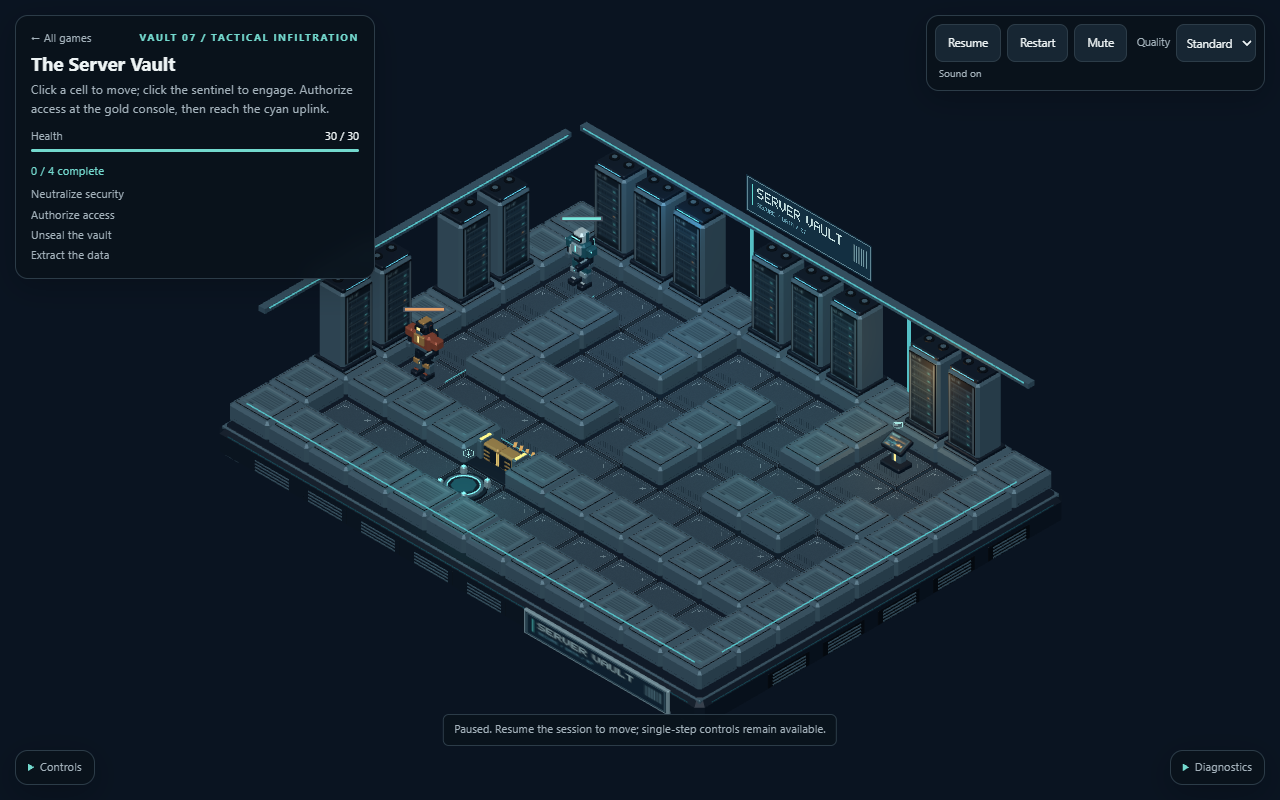 ← All games
VAULT 07 / TACTICAL INFILTRATION
The Server Vault
Click a cell to move; click the sentinel to engage. Authorize
access at the gold console, then reach the cyan uplink.
Health 30 / 30
0 / 4 complete
Neutralize security
Authorize access
Unseal the vault
Extract the data
Resume
Restart
Mute
Quality
Standard
Sound on
SERVER VAULT
SERVER VAULT
Paused. Resume the session to move; single-step controls remain available.
Controls
Diagnostics